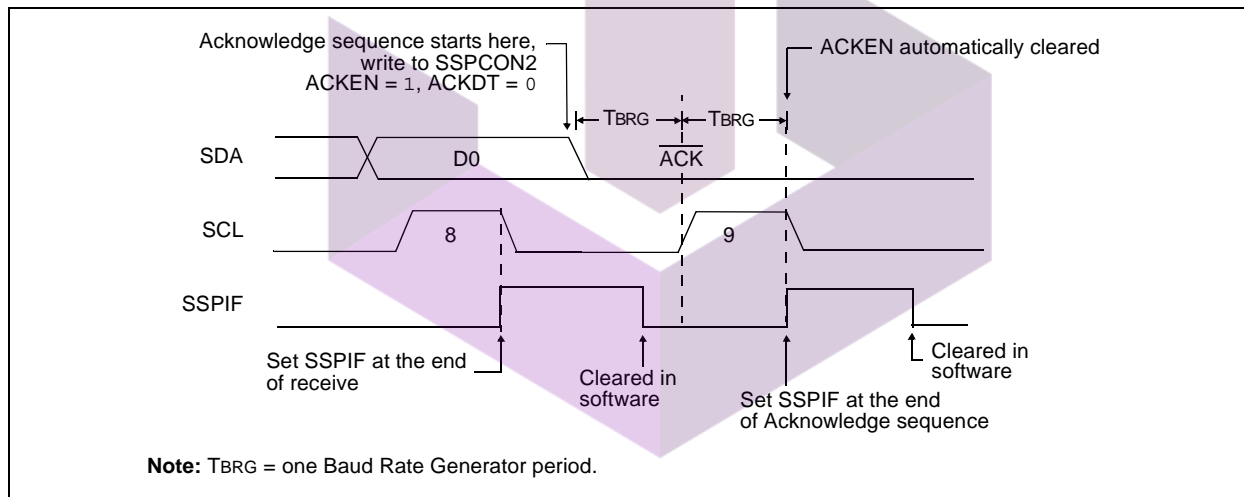 Acknowledge sequence starts here,
write to SSPCON2
ACKEN = 1, ACKDT = 0
ACKEN automatically cleared
TBRG
TBRG
SDA
D0
ACK
SCL
8
9
SSPIF
Set SSPIF at the end
of receive
Cleared in
software
Set SSPIF at the end
of Acknowledge sequence
Cleared in
software
Note: TBRG = one Baud Rate Generator period.